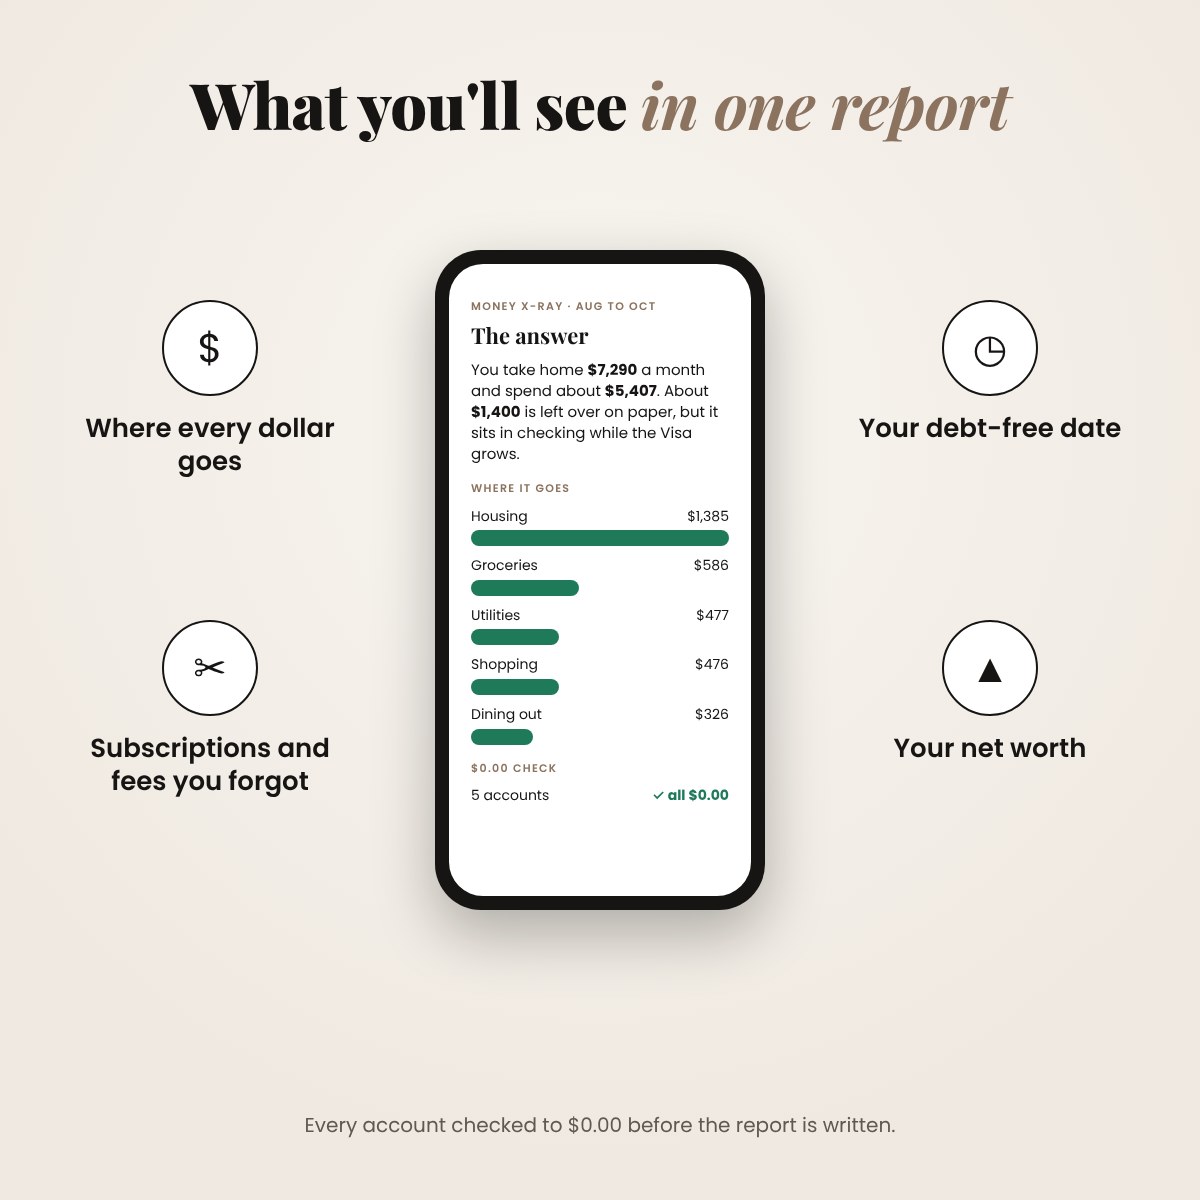 What you'll see in one report
$
Where every dollar
goes
✂
Subscriptions and
fees you forgot
MONEY X-RAY · AUG TO OCT
The answer
You take home $7,290 a month
and spend about $5,407. About
$1,400 is left over on paper, but it
sits in checking while the Visa
grows.
WHERE IT GOES
Housing $1,385
Groceries $586
Utilities $477
Shopping $476
Dining out $326
$0.00 CHECK
5 accounts ✓ all $0.00
◷
Your debt-free date
▲
Your net worth
Every account checked to $0.00 before the report is written.